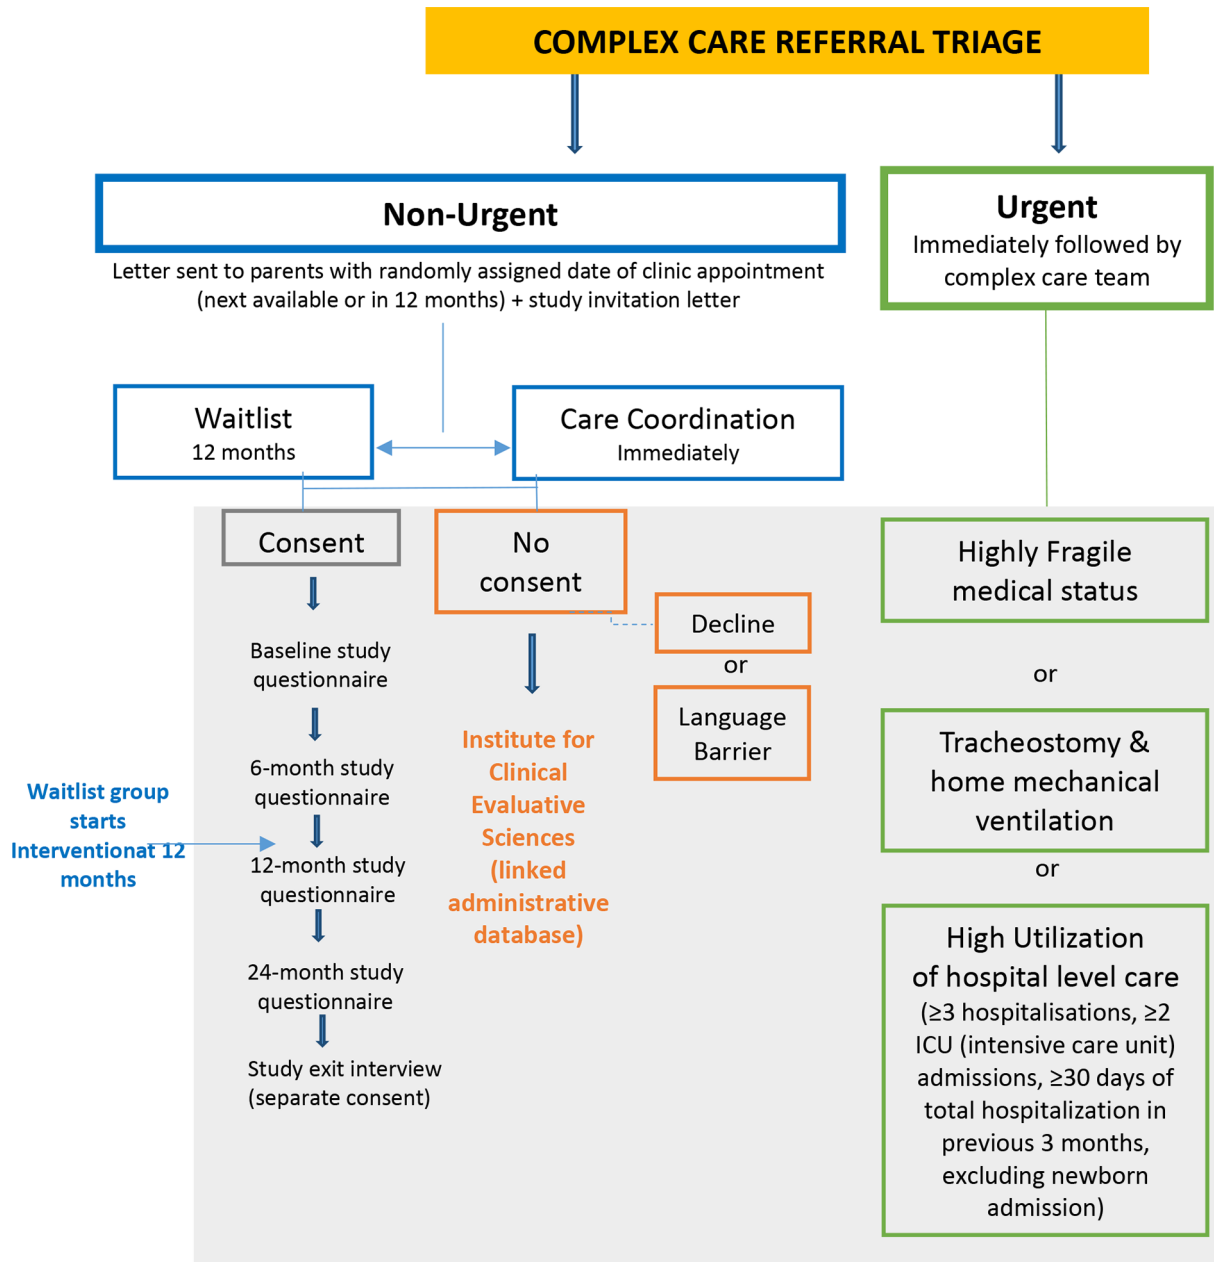 COMPLEX CARE REFERRAL TRIAGE
Non-Urgent
Letter sent to parents with randomly assigned date of clinic appointment
(next available or in 12 months) + study invitation letter
Urgent
Immediately followed by
complex care team
Waitlist
12 months
Care Coordination
Immediately
Consent
Baseline study
questionnaire
6-month study
questionnaire
12-month study
questionnaire
24-month study
questionnaire
Study exit interview
(separate consent)
Waitlist group
starts
Interventionat 12
months
No
consent
Institute for
Clinical
Evaluative
Sciences
(linked
administrative
database)
Decline
or
Language
Barrier
Highly Fragile
medical status
or
Tracheostomy &
home mechanical
ventilation
or
High Utilization
of hospital level care
(≥3 hospitalisations, ≥2
ICU (intensive care unit)
admissions, ≥30 days of
total hospitalization in
previous 3 months,
excluding newborn
admission)